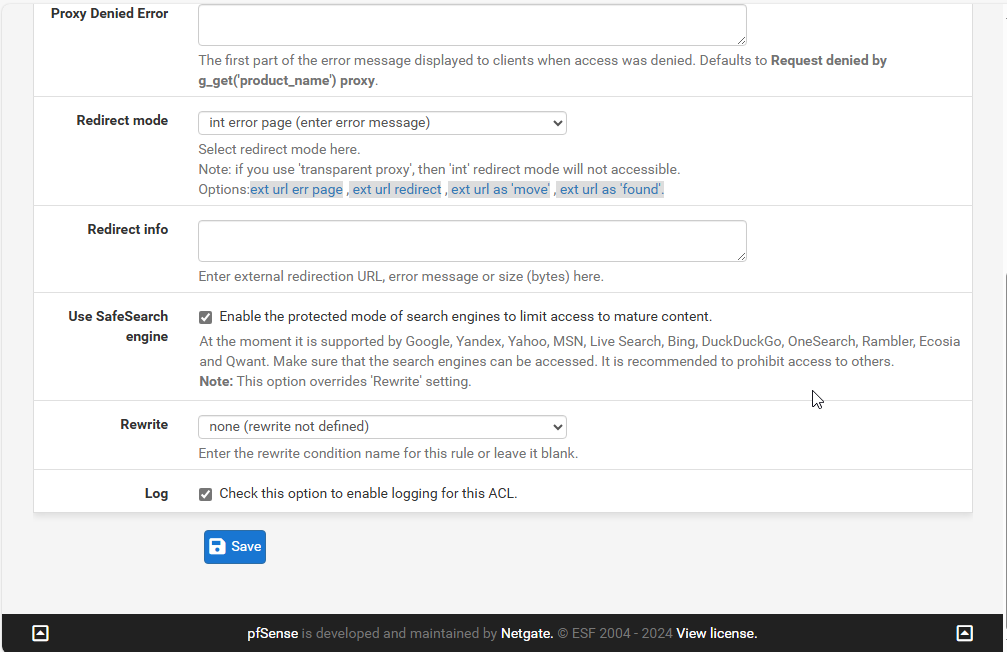 Proxy Denied Error
The first part of the error message displayed to clients when access was denied. Defaults to Request denied by
g_get('product_name') proxy.
Redirect mode
int error page (enter error message)
Select redirect mode here.
Note: if you use 'transparent proxy', then 'int' redirect mode will not accessible.
Options:ext url err page , ext url redirect , ext url as 'move' , ext url as 'found'.
Redirect info
Enter external redirection URL, error message or size (bytes) here.
Use SafeSearch
engine
Enable the protected mode of search engines to limit access to mature content.
At the moment it is supported by Google, Yandex, Yahoo, MSN, Live Search, Bing, DuckDuckGo, OneSearch, Rambler, Ecosia
and Qwant. Make sure that the search engines can be accessed. It is recommended to prohibit access to others.
Note: This option overrides 'Rewrite' setting.
Rewrite
none (rewrite not defined)
Enter the rewrite condition name for this rule or leave it blank.
Log
Check this option to enable logging for this ACL.
Save
pfSense is developed and maintained by Netgate. © ESF 2004 - 2024 View license.